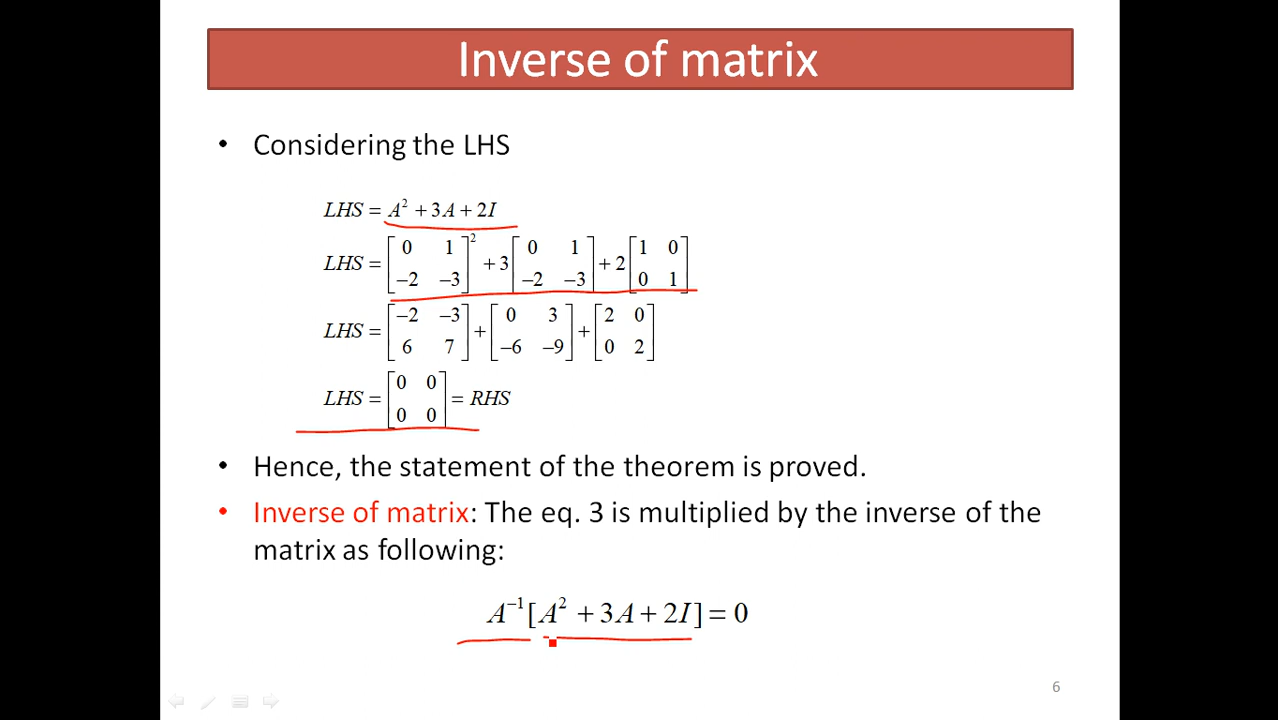 Inverse of matrix
• Considering the LHS
LHS = A² + 3A + 2I
LHS = [0 1; −2 −3]² + 3[0 1; −2 −3] + 2[1 0; 0 1]
LHS = [−2 −3; 6 7] + [0 3; −6 −9] + [2 0; 0 2]
LHS = [0 0; 0 0] = RHS
• Hence, the statement of the theorem is proved.
• Inverse of matrix: The eq. 3 is multiplied by the inverse of the
matrix as following:
A⁻¹[A² + 3A + 2I] = 0
6